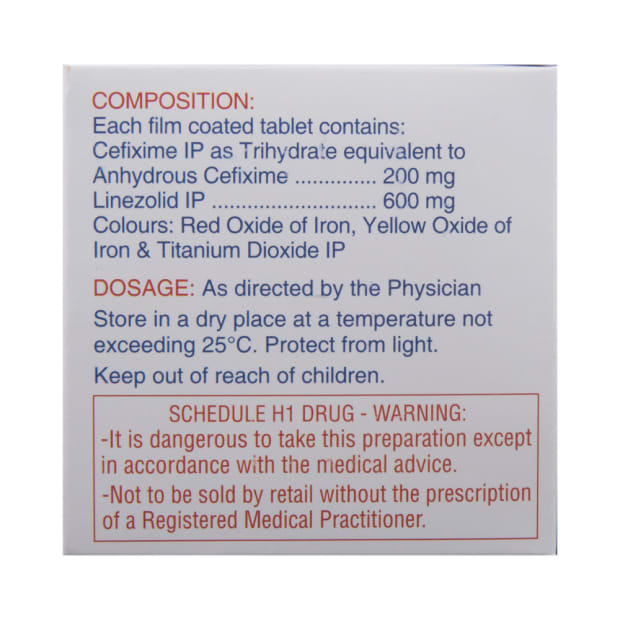 COMPOSITION:
Each film coated tablet contains:
Cefixime IP as Trihydrate equivalent to
Anhydrous Cefixime .............. 200 mg
Linezolid IP ............................ 600 mg
Colours: Red Oxide of Iron, Yellow Oxide of
Iron & Titanium Dioxide IP
DOSAGE: As directed by the Physician
Store in a dry place at a temperature not
exceeding 25°C. Protect from light.
Keep out of reach of children.
SCHEDULE H1 DRUG - WARNING:
-It is dangerous to take this preparation except
in accordance with the medical advice.
-Not to be sold by retail without the prescription
of a Registered Medical Practitioner.